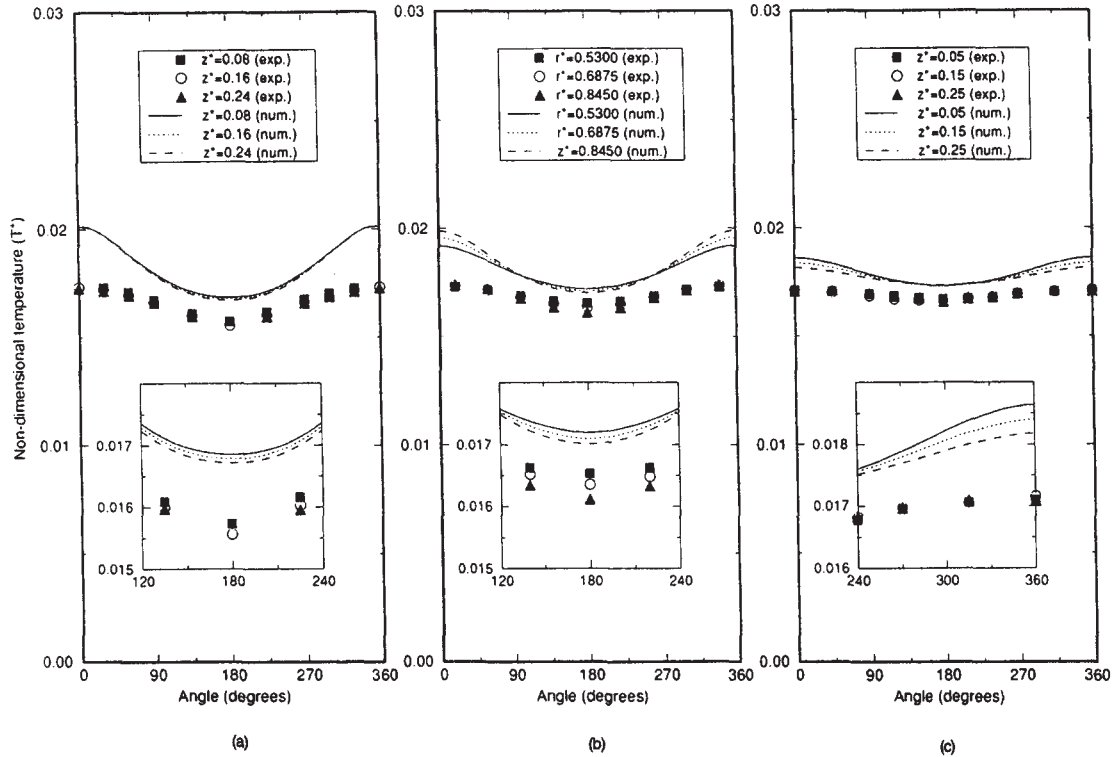 0.03
0.02
0.01
0.00
Non-dimensional temperature (T*)
z*=0.08 (exp.)
z*=0.16 (exp.)
z*=0.24 (exp.)
z*=0.08 (num.)
z*=0.16 (num.)
z*=0.24 (num.)
0.017
0.016
0.015
120 180 240
0 90 180 270 360
Angle (degrees)
(a)
0.03
0.02
0.01
0.00
r*=0.5300 (exp.)
r*=0.6875 (exp.)
r*=0.8450 (exp.)
r*=0.5300 (num.)
r*=0.6875 (num.)
z*=0.8450 (num.)
0.017
0.016
0.015
120 180 240
0 90 180 270 360
Angle (degrees)
(b)
0.03
0.02
0.01
0.00
z*=0.05 (exp.)
z*=0.15 (exp.)
z*=0.25 (exp.)
z*=0.05 (num.)
z*=0.15 (num.)
z*=0.25 (num.)
0.018
0.017
0.016
240 300 360
0 90 180 270 360
Angle (degrees)
(c)